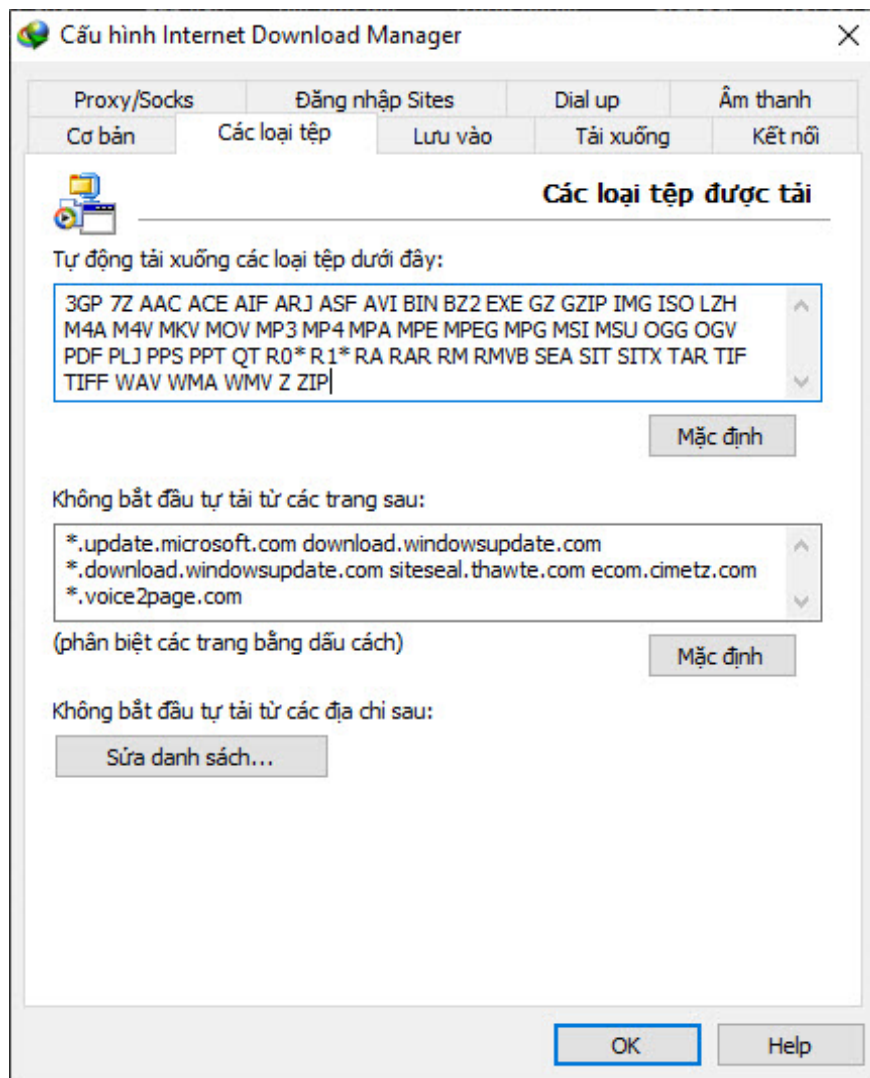 Cấu hình Internet Download Manager
Proxy/Socks Đăng nhập Sites Dial up Âm thanh
Cơ bản Các loại tệp Lưu vào Tải xuống Kết nối
Các loại tệp được tải
Tự động tải xuống các loại tệp dưới đây:
3GP 7Z AAC ACE AIF ARJ ASF AVI BIN BZ2 EXE GZ GZIP IMG ISO LZH
M4A M4V MKV MOV MP3 MP4 MPA MPE MPEG MPG MSI MSU OGG OGV
PDF PLJ PPS PPT QT R0* R1* RA RAR RM RMVB SEA SIT SITX TAR TIF
TIFF WAV WMA WMV Z ZIP
Mặc định
Không bắt đầu tự tải từ các trang sau:
*.update.microsoft.com download.windowsupdate.com
*.download.windowsupdate.com siteseal.thawte.com ecom.cimetz.com
*.voice2page.com
(phân biệt các trang bằng dấu cách)
Mặc định
Không bắt đầu tự tải từ các địa chỉ sau:
Sửa danh sách...
OK Help